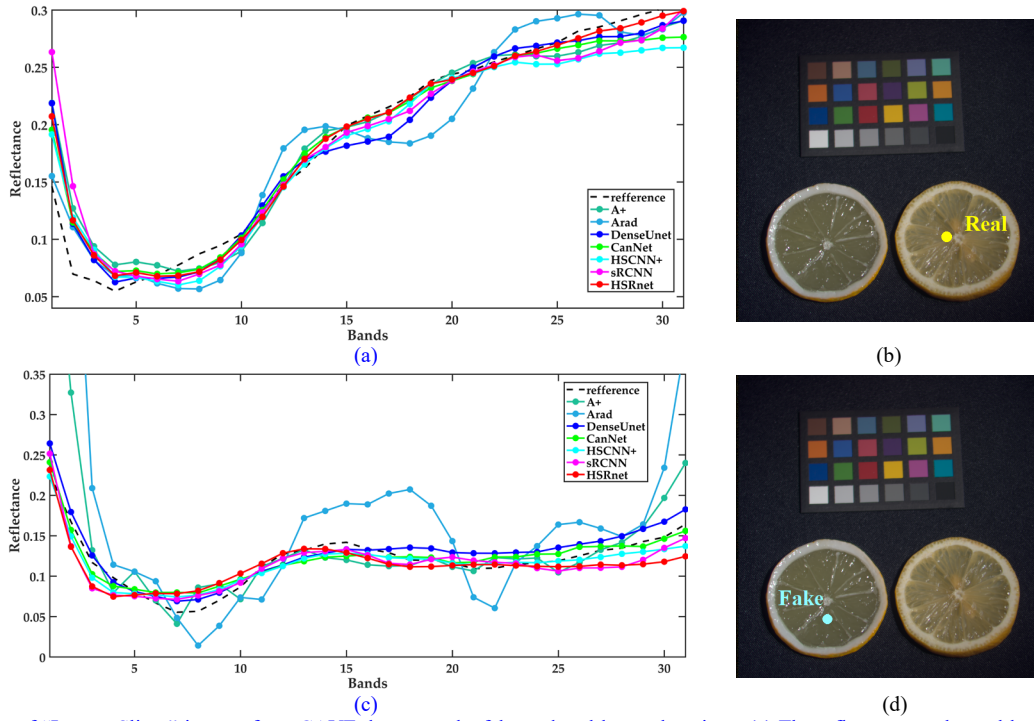 0.3
0.25
0.2
0.15
0.1
0.05
Reflectance
5 10 15 20 25 30
Bands
refference
A+
Arad
DenseUnet
CanNet
HSCNN+
sRCNN
HSRnet
(a)
Real
(b)
0.35
0.3
0.25
0.2
0.15
0.1
0.05
0
Reflectance
5 10 15 20 25 30
Bands
refference
A+
Arad
DenseUnet
CanNet
HSCNN+
sRCNN
HSRnet
(c)
Fake
(d)